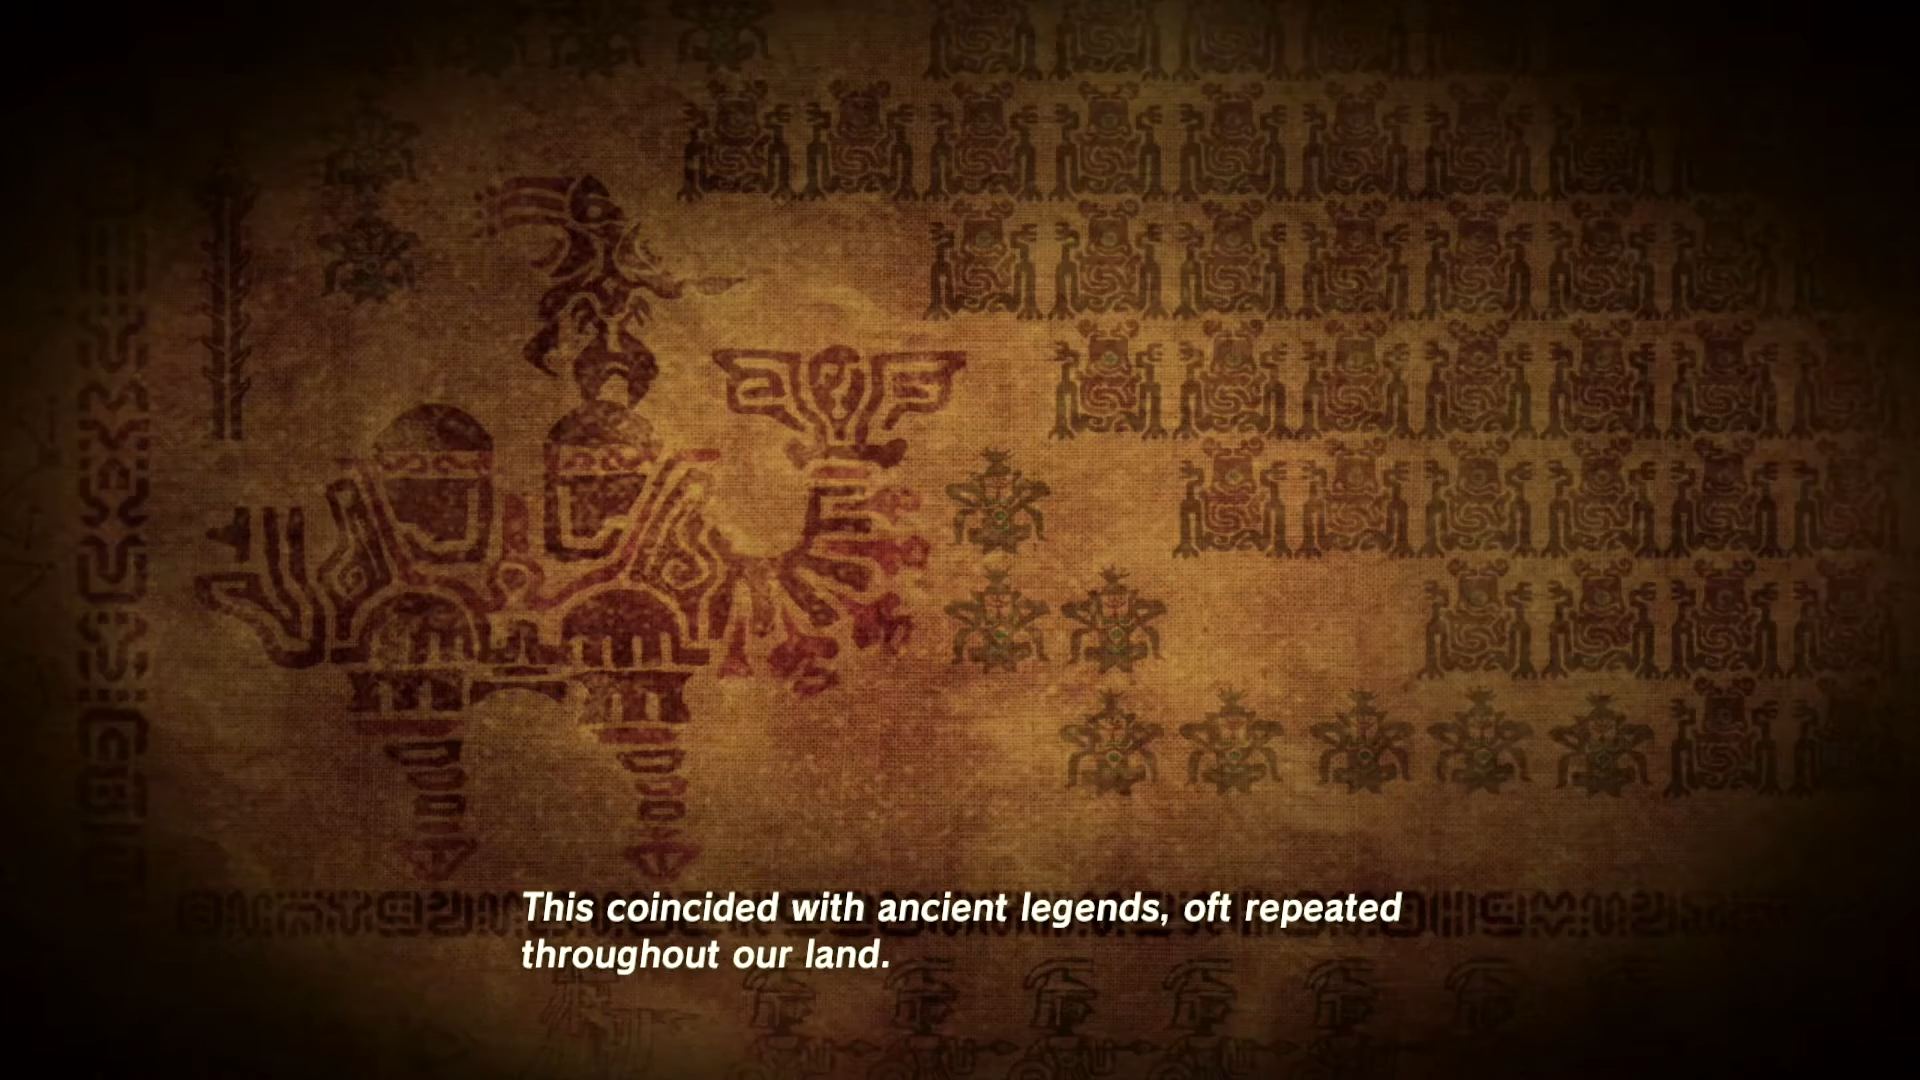 This coincided with ancient legends, oft repeated
throughout our land.